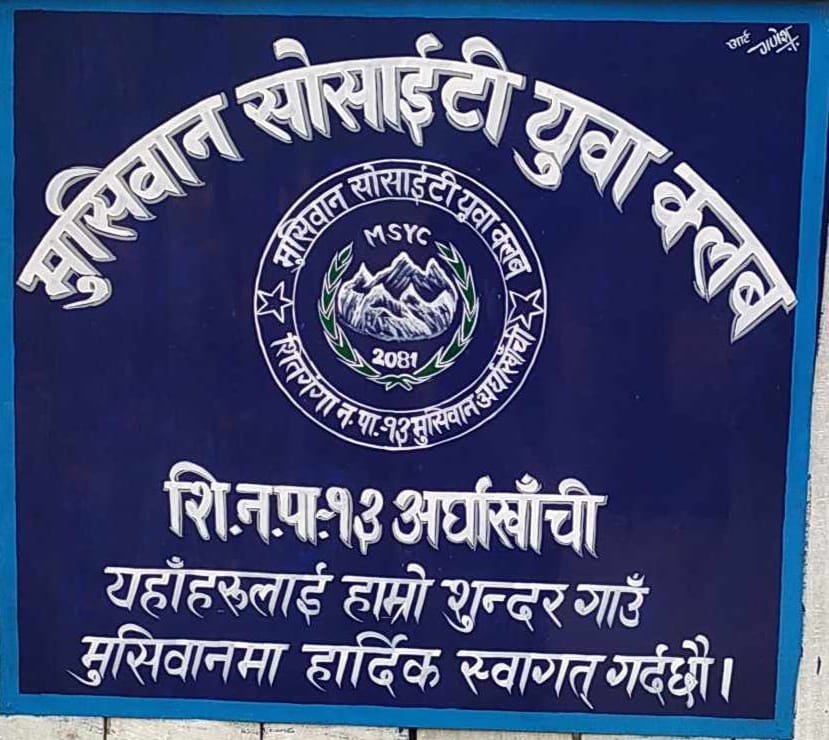 आर्ट गणेश
मुसिवान सोसाईटी युवा क्लब
मुसिवान सोसाईटी युवा क्लब
MSYC
2081
शितगंगा न.पा.-१३ मुसिवान अर्घाखाँची
शि.न.पा.-१३ अर्घाखाँची
यहाँहरूलाई हाम्रो शुन्दर गाउँ
मुसिवानमा हार्दिक स्वागत् गर्दछौ।